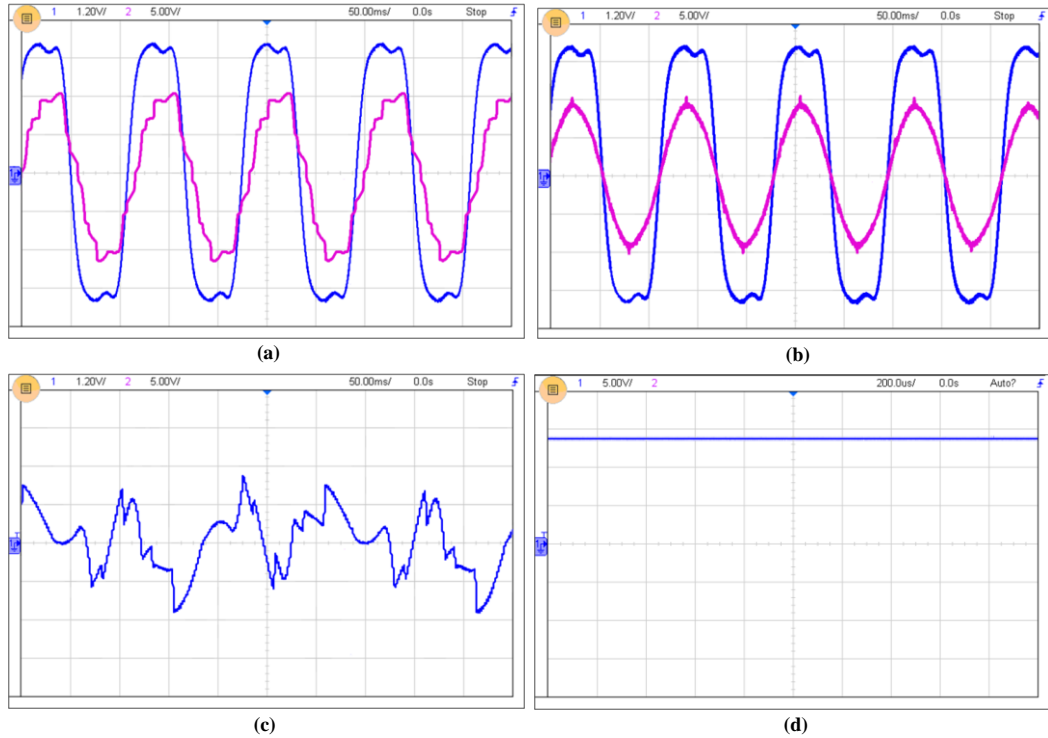 1 1.20V/ 2 5.00V/ 50.00ms/ 0.0s Stop
1 1.20V/ 2 5.00V/ 50.00ms/ 0.0s Stop
(a)
(b)
1 1.20V/ 2 5.00V/ 50.00ms/ 0.0s Stop
1 5.00V/ 2 200.0us/ 0.0s Auto?
(c)
(d)